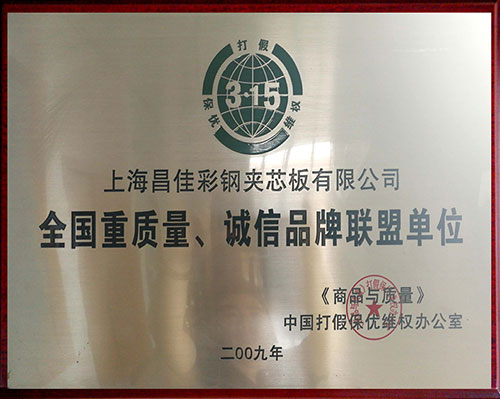 打假
保优
维权
3·15
上海昌佳彩钢夹芯板有限公司
全国重质量、诚信品牌联盟单位
《商品与质量》
中国打假保优维权办公室
二00九年